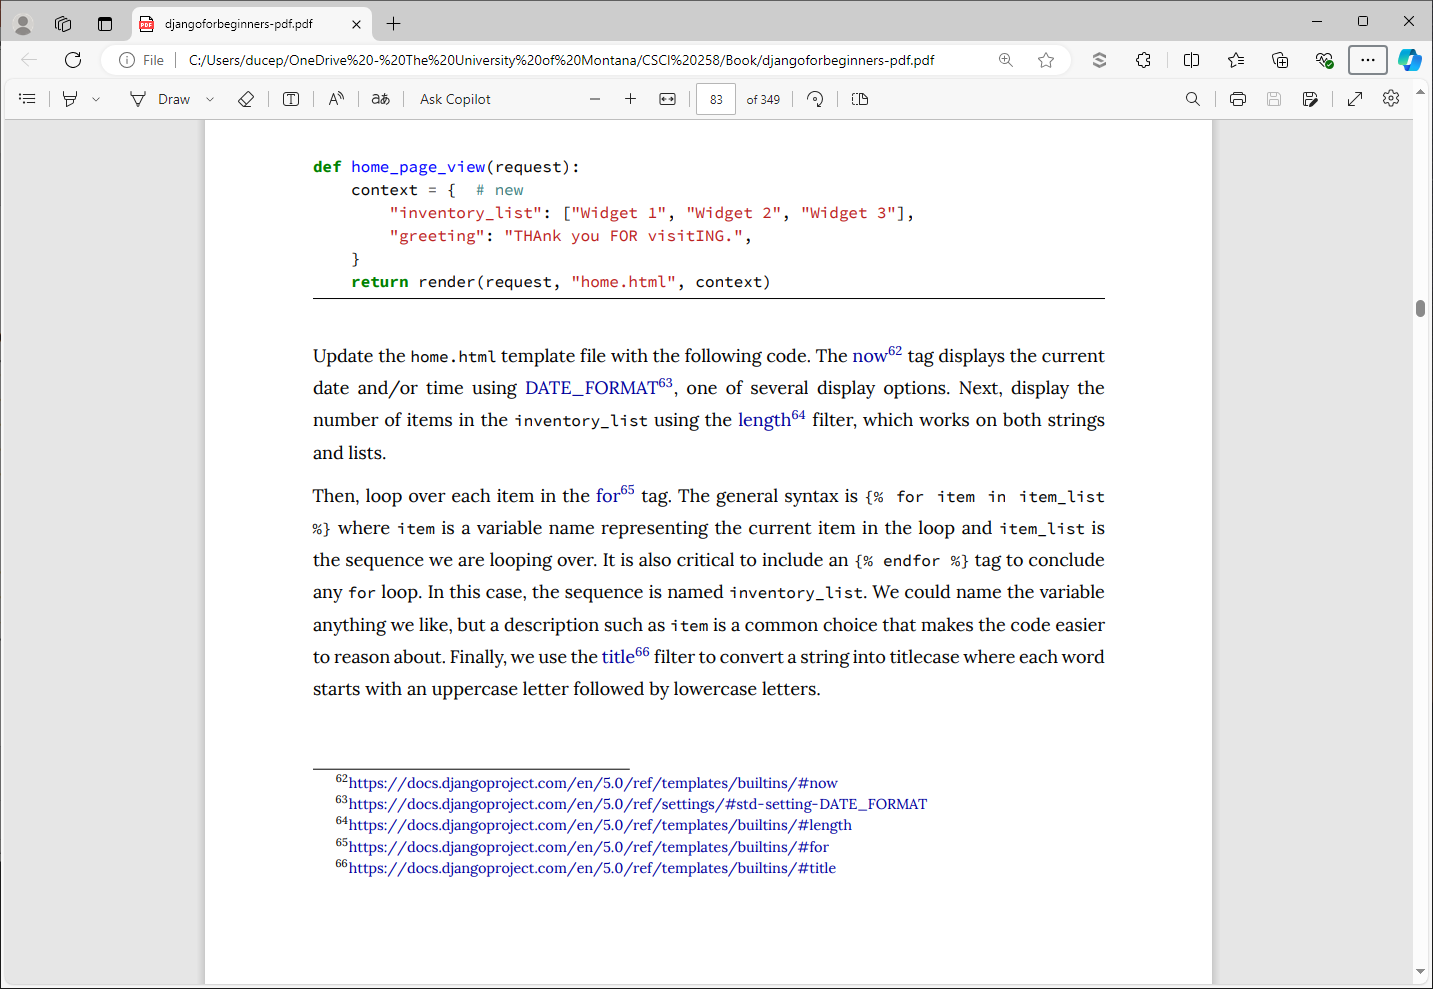 djangoforbeginners-pdf.pdf
File
C:/Users/ducep/OneDrive%20-%20The%20University%20of%20Montana/CSCI%20258/Book/djangoforbeginners-pdf.pdf
Draw
Ask Copilot
83
of 349
def home_page_view(request):
    context = {  # new
        "inventory_list": ["Widget 1", "Widget 2", "Widget 3"],
        "greeting": "THAnk you FOR visitING.",
    }
    return render(request, "home.html", context)
Update the home.html template file with the following code. The now62 tag displays the current
date and/or time using DATE_FORMAT63, one of several display options. Next, display the
number of items in the inventory_list using the length64 filter, which works on both strings
and lists.
Then, loop over each item in the for65 tag. The general syntax is {% for item in item_list
%} where item is a variable name representing the current item in the loop and item_list is
the sequence we are looping over. It is also critical to include an {% endfor %} tag to conclude
any for loop. In this case, the sequence is named inventory_list. We could name the variable
anything we like, but a description such as item is a common choice that makes the code easier
to reason about. Finally, we use the title66 filter to convert a string into titlecase where each word
starts with an uppercase letter followed by lowercase letters.
62https://docs.djangoproject.com/en/5.0/ref/templates/builtins/#now
63https://docs.djangoproject.com/en/5.0/ref/settings/#std-setting-DATE_FORMAT
64https://docs.djangoproject.com/en/5.0/ref/templates/builtins/#length
65https://docs.djangoproject.com/en/5.0/ref/templates/builtins/#for
66https://docs.djangoproject.com/en/5.0/ref/templates/builtins/#title